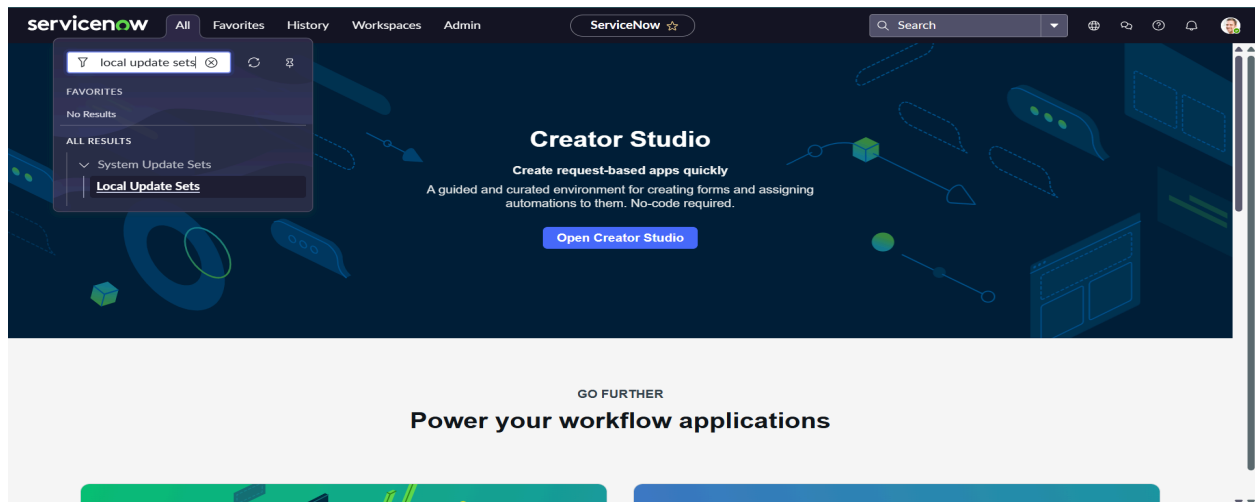 servicenow All Favorites History Workspaces Admin ServiceNow Search
local update sets
FAVORITES
No Results
ALL RESULTS
System Update Sets
Local Update Sets
Creator Studio
Create request-based apps quickly
A guided and curated environment for creating forms and assigning
automations to them. No-code required.
Open Creator Studio
GO FURTHER
Power your workflow applications